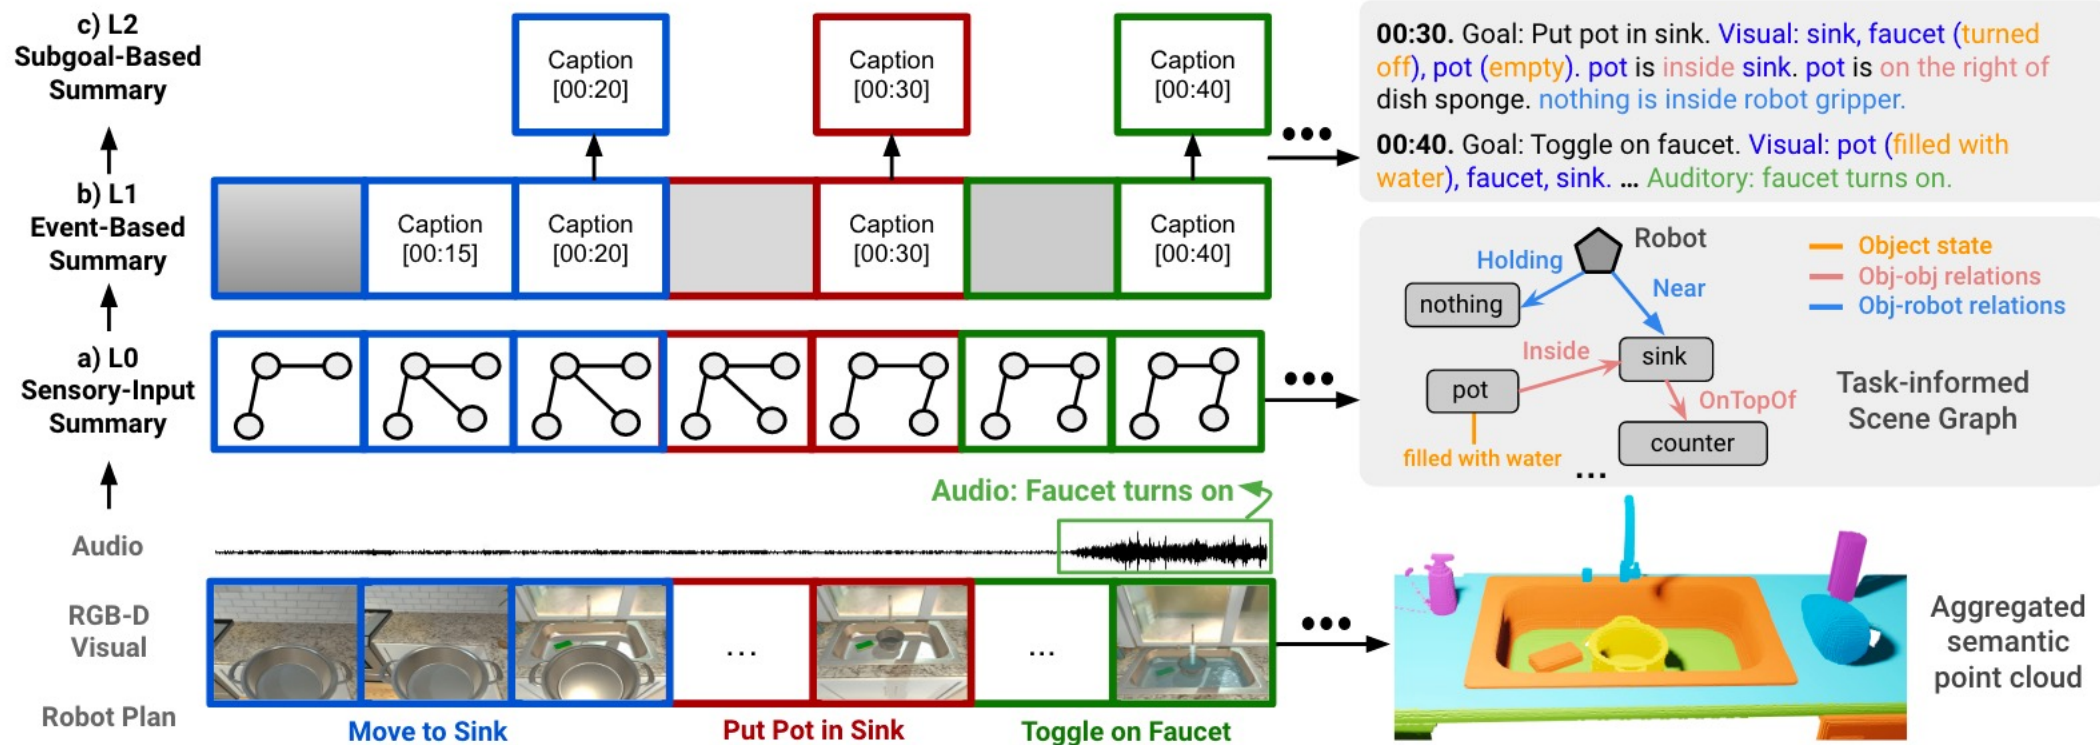 c) L2
Subgoal-Based
Summary
Caption
[00:20]
Caption
[00:30]
Caption
[00:40]
...
00:30. Goal: Put pot in sink. Visual: sink, faucet (turned
off), pot (empty). pot is inside sink. pot is on the right of
dish sponge. nothing is inside robot gripper.
00:40. Goal: Toggle on faucet. Visual: pot (filled with
water), faucet, sink. ... Auditory: faucet turns on.
b) L1
Event-Based
Summary
Caption
[00:15]
Caption
[00:20]
Caption
[00:30]
Caption
[00:40]
a) L0
Sensory-Input
Summary
...
Robot
Holding
Near
nothing
Inside
sink
pot
OnTopOf
counter
filled with water
...
Object state
Obj-obj relations
Obj-robot relations
Task-informed
Scene Graph
Audio: Faucet turns on
Audio
RGB-D
Visual
...
...
...
Aggregated
semantic
point cloud
Robot Plan
Move to Sink
Put Pot in Sink
Toggle on Faucet